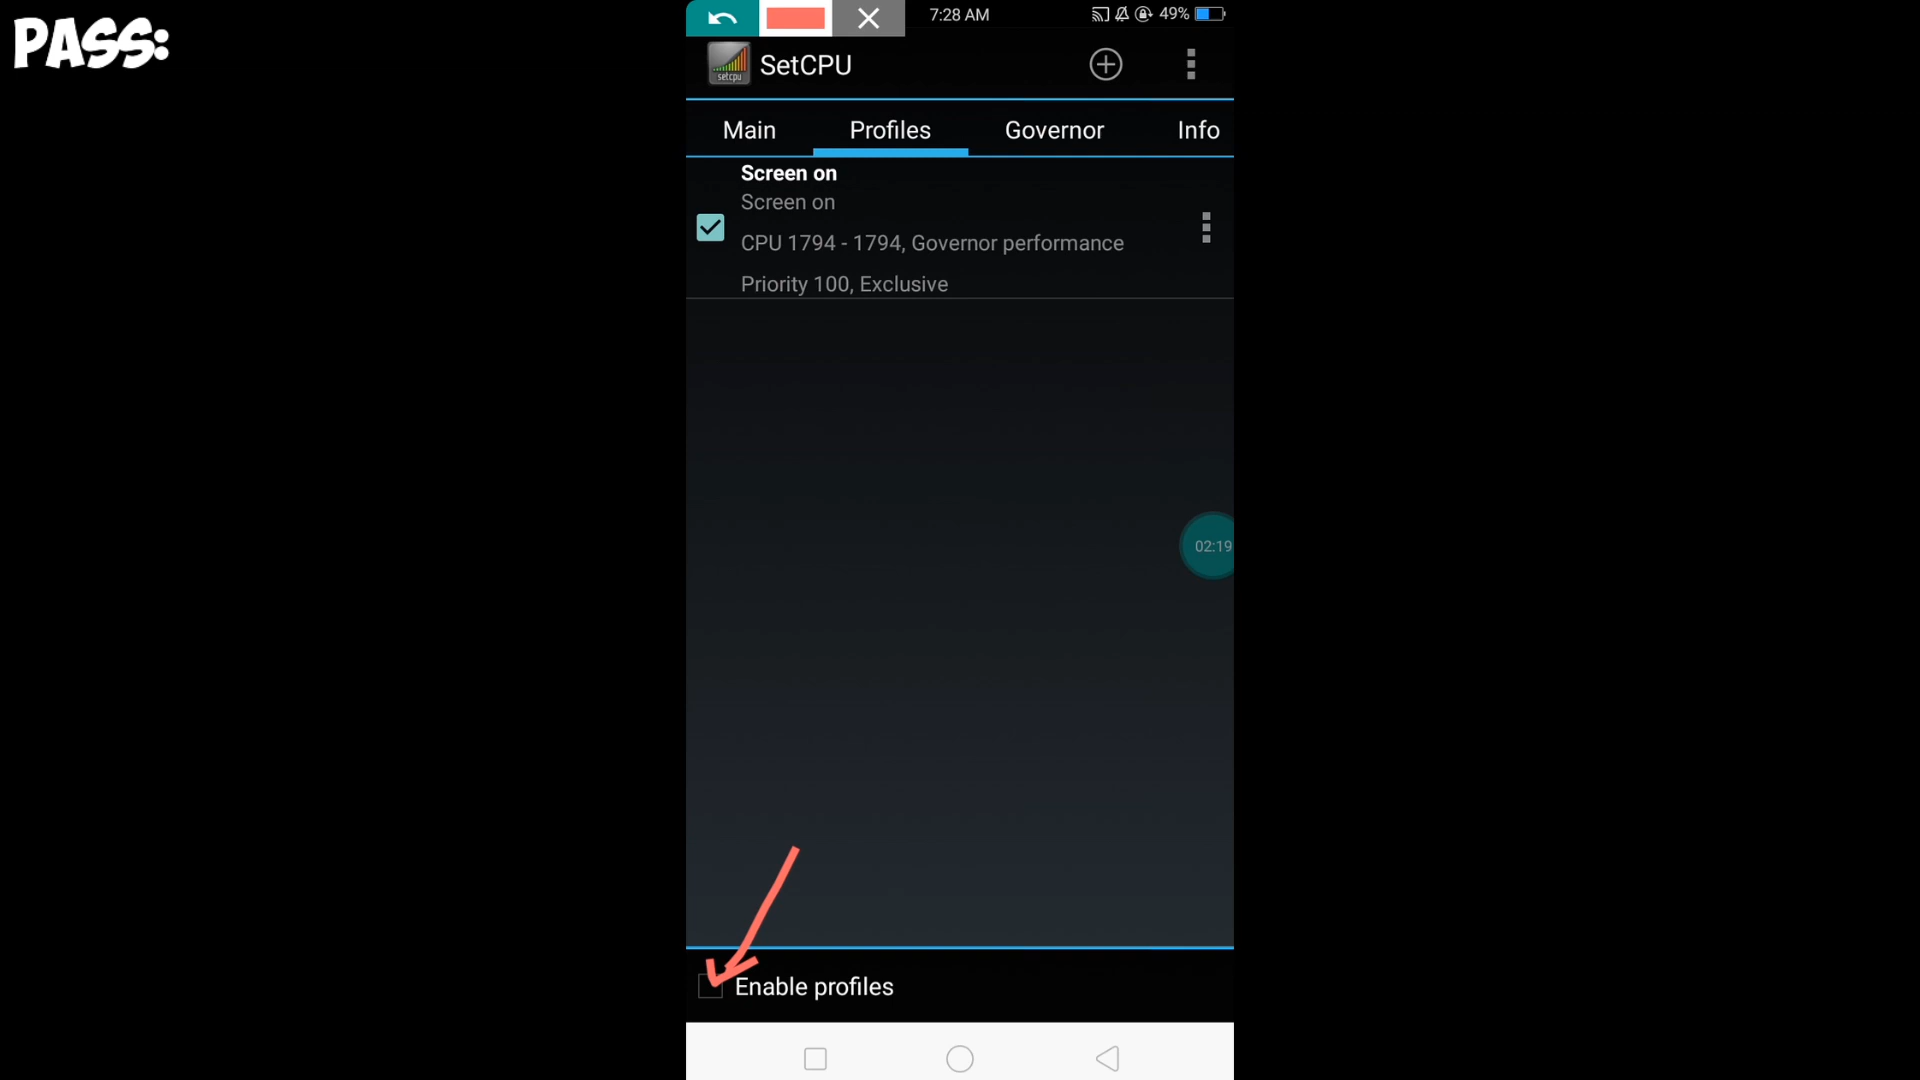 PASS:
7:28 AM
49%
setcpu
SetCPU
Main
Profiles
Governor
Info
Screen on
Screen on
CPU 1794 - 1794, Governor performance
Priority 100, Exclusive
02:19
Enable profiles